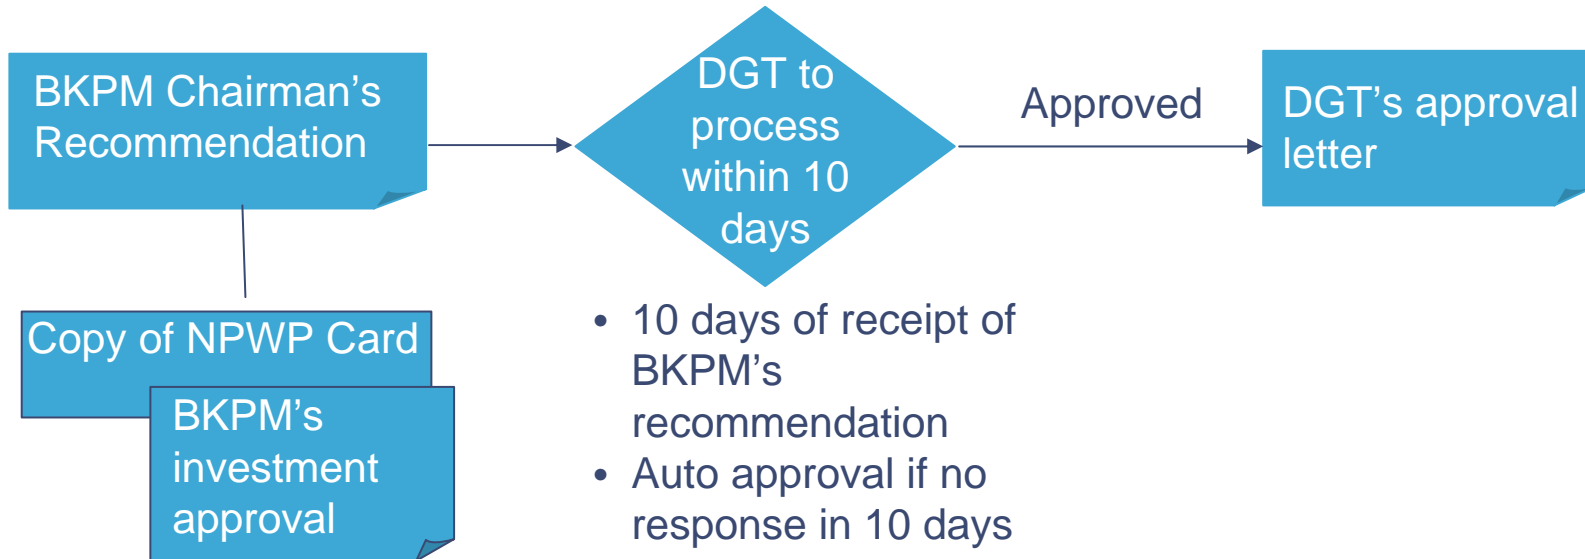 BKPM Chairman’s
Recommendation
DGT to
process
within 10
days
Approved
DGT’s approval
letter
Copy of NPWP Card
BKPM’s
investment
approval
• 10 days of receipt of
BKPM’s
recommendation
• Auto approval if no
response in 10 days